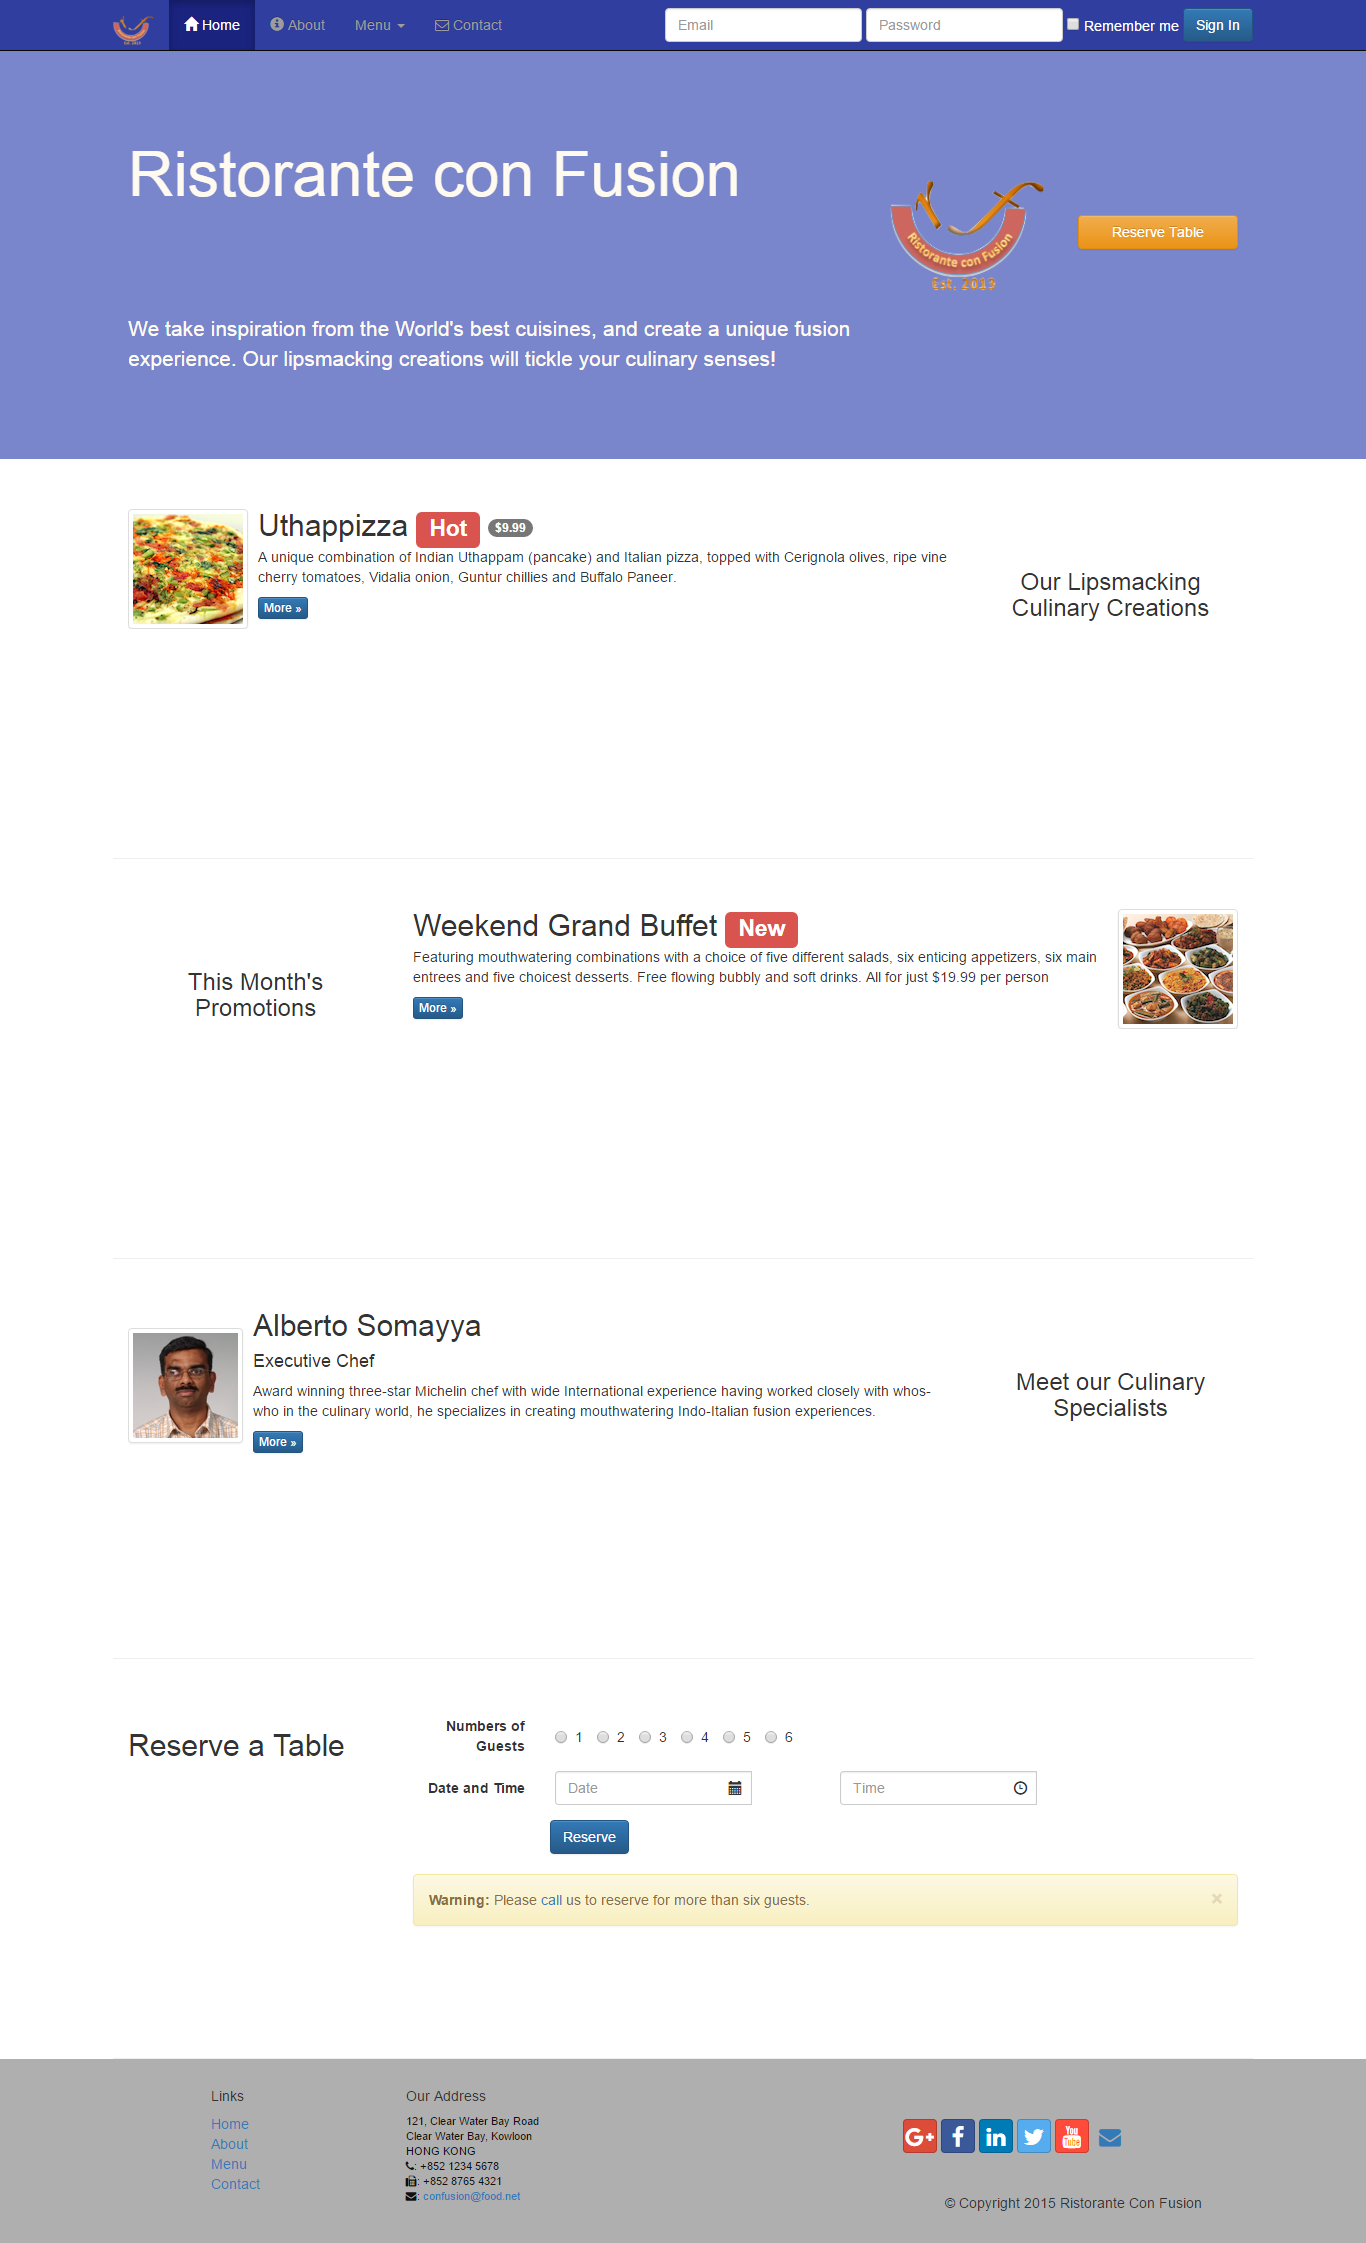 Home About Menu Contact Email Password Remember me Sign In
Ristorante con Fusion
Ristorante con Fusion
Est. 2013
Reserve Table
We take inspiration from the World's best cuisines, and create a unique fusion
experience. Our lipsmacking creations will tickle your culinary senses!
Uthappizza Hot $9.99
A unique combination of Indian Uthappam (pancake) and Italian pizza, topped with Cerignola olives, ripe vine
cherry tomatoes, Vidalia onion, Guntur chillies and Buffalo Paneer.
More »
Our Lipsmacking
Culinary Creations
This Month's
Promotions
Weekend Grand Buffet New
Featuring mouthwatering combinations with a choice of five different salads, six enticing appetizers, six main
entrees and five choicest desserts. Free flowing bubbly and soft drinks. All for just $19.99 per person
More »
Alberto Somayya
Executive Chef
Award winning three-star Michelin chef with wide International experience having worked closely with whos-
who in the culinary world, he specializes in creating mouthwatering Indo-Italian fusion experiences.
More »
Meet our Culinary
Specialists
Reserve a Table
Numbers of
Guests
1 2 3 4 5 6
Date and Time Date Time
Reserve
Warning: Please call us to reserve for more than six guests. ×
Links
Home
About
Menu
Contact
Our Address
121, Clear Water Bay Road
Clear Water Bay, Kowloon
HONG KONG
: +852 1234 5678
: +852 8765 4321
: confusion@food.net
G+ f in You Tube
© Copyright 2015 Ristorante Con Fusion